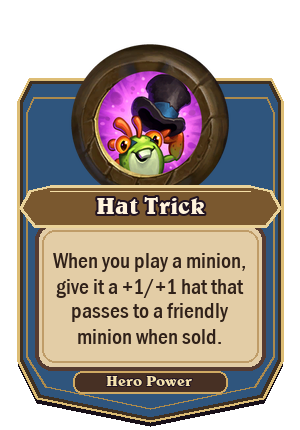 Hat Trick
When you play a minion,
give it a +1/+1 hat that
passes to a friendly
minion when sold.
Hero Power